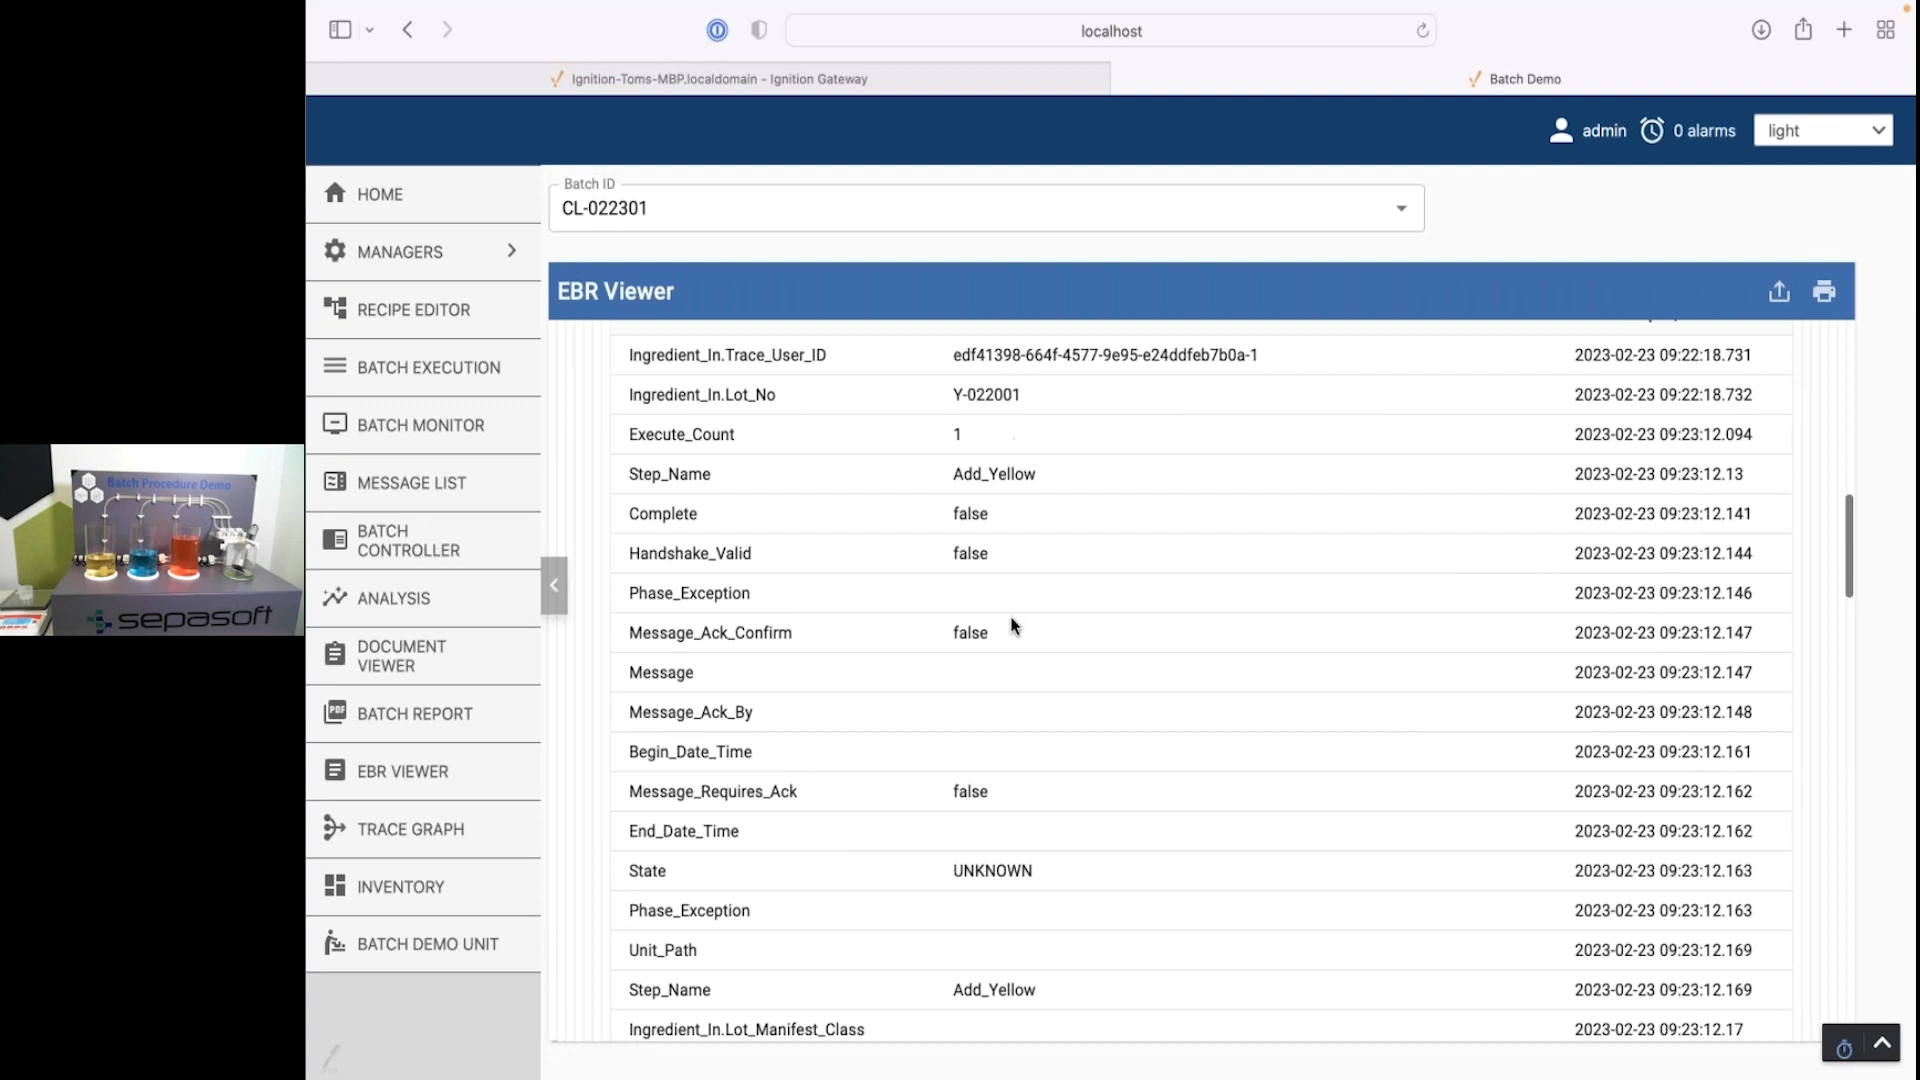 localhost
Ignition-Toms-MBP.localdomain - Ignition Gateway
Batch Demo
admin
0 alarms
light
HOME
MANAGERS
RECIPE EDITOR
BATCH EXECUTION
BATCH MONITOR
MESSAGE LIST
BATCH
CONTROLLER
ANALYSIS
DOCUMENT
VIEWER
BATCH REPORT
EBR VIEWER
TRACE GRAPH
INVENTORY
BATCH DEMO UNIT
Batch Procedure Demo
sepasoft
PDF
Batch ID
CL-022301
EBR Viewer
Ingredient_In.Trace_User_ID edf41398-664f-4577-9e95-e24ddfeb7b0a-1 2023-02-23 09:22:18.731
Ingredient_In.Lot_No Y-022001 2023-02-23 09:22:18.732
Execute_Count 1 2023-02-23 09:23:12.094
Step_Name Add_Yellow 2023-02-23 09:23:12.13
Complete false 2023-02-23 09:23:12.141
Handshake_Valid false 2023-02-23 09:23:12.144
Phase_Exception 2023-02-23 09:23:12.146
Message_Ack_Confirm false 2023-02-23 09:23:12.147
Message 2023-02-23 09:23:12.147
Message_Ack_By 2023-02-23 09:23:12.148
Begin_Date_Time 2023-02-23 09:23:12.161
Message_Requires_Ack false 2023-02-23 09:23:12.162
End_Date_Time 2023-02-23 09:23:12.162
State UNKNOWN 2023-02-23 09:23:12.163
Phase_Exception 2023-02-23 09:23:12.163
Unit_Path 2023-02-23 09:23:12.169
Step_Name Add_Yellow 2023-02-23 09:23:12.169
Ingredient_In.Lot_Manifest_Class 2023-02-23 09:23:12.17